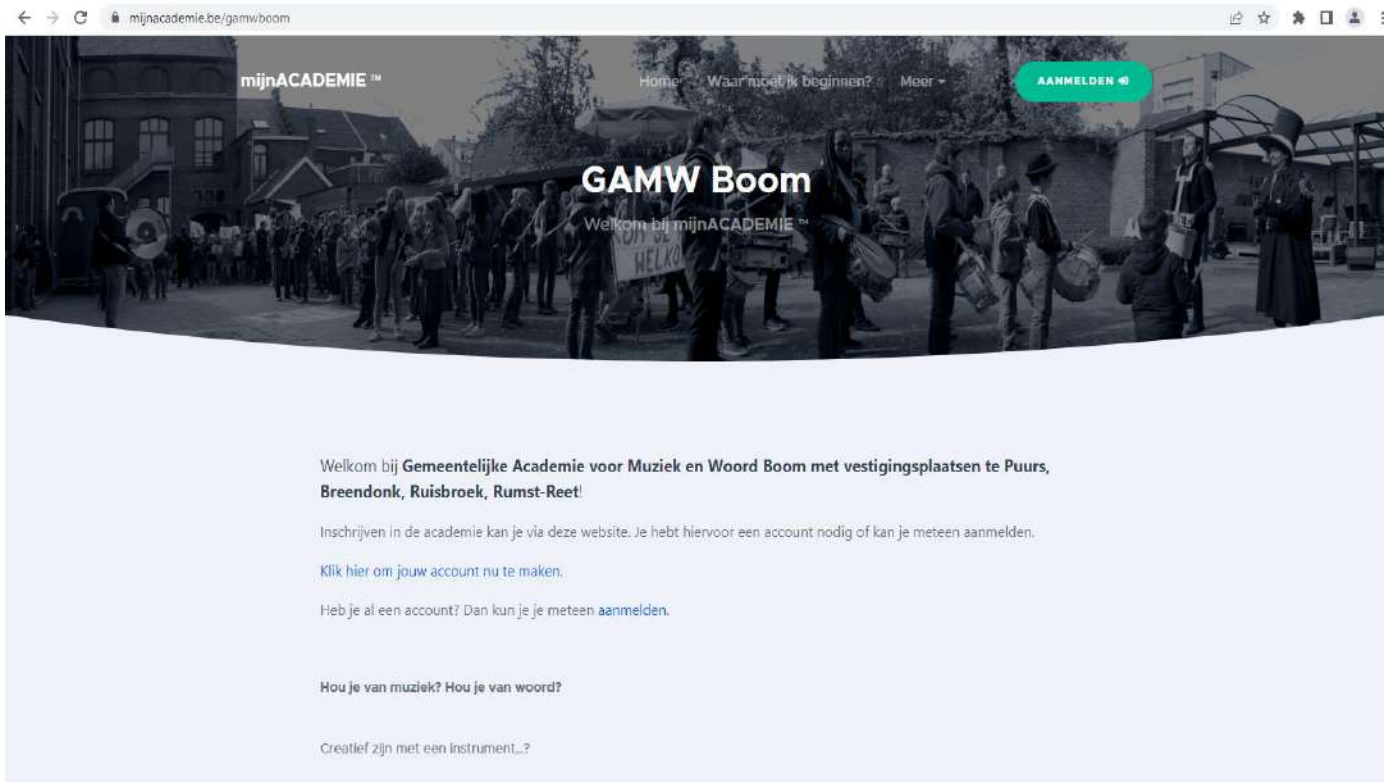 mijnacademie.be/gamwboom
mijnACADEMIE ™
Home
Waar moet ik beginnen?
Meer
AANMELDEN
GAMW Boom
Welkom bij mijnACADEMIE ™
KOM DE
WELKO
Welkom bij Gemeentelijke Academie voor Muziek en Woord Boom met vestigingsplaatsen te Puurs,
Breendonk, Ruisbroek, Rumst-Reet!
Inschrijven in de academie kan je via deze website. Je hebt hiervoor een account nodig of kan je meteen aanmelden.
Klik hier om jouw account nu te maken.
Heb je al een account? Dan kun je je meteen aanmelden.
Hou je van muziek? Hou je van woord?
Creatief zijn met een instrument...?